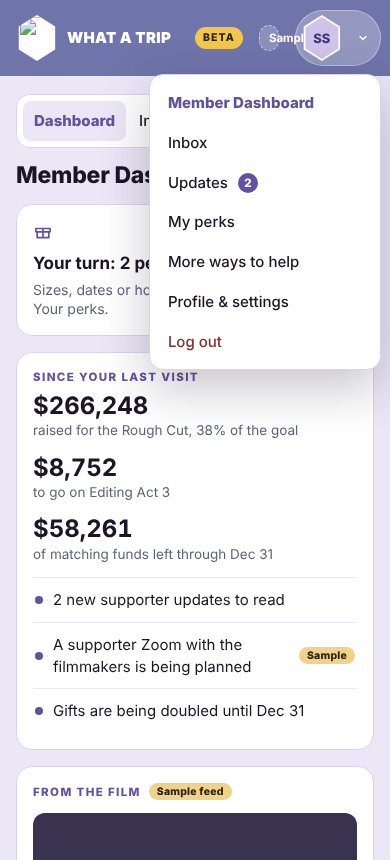 WHAT A TRIP
BETA
Sampl
SS
Member Dashboard
Inbox
Updates 2
My perks
More ways to help
Profile & settings
Log out
Dashboard
In
Member Das
Your turn: 2 pe
Sizes, dates or ho
Your perks.
SINCE YOUR LAST VISIT
$266,248
raised for the Rough Cut, 38% of the goal
$8,752
to go on Editing Act 3
$58,261
of matching funds left through Dec 31
2 new supporter updates to read
A supporter Zoom with the
filmmakers is being planned
Sample
Gifts are being doubled until Dec 31
FROM THE FILM
Sample feed